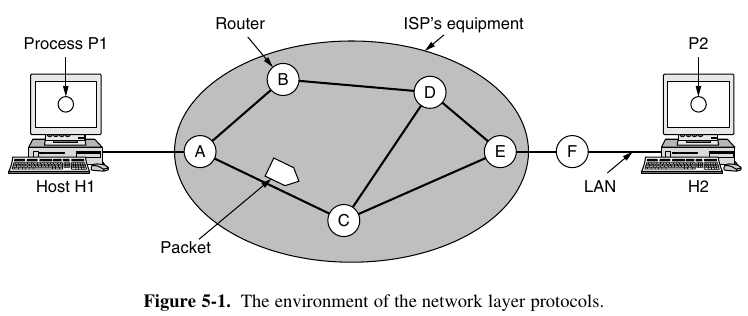 Router
ISP's equipment
Process P1
P2
B
D
A
E
F
C
Host H1
LAN
H2
Packet
Figure 5-1. The environment of the network layer protocols.